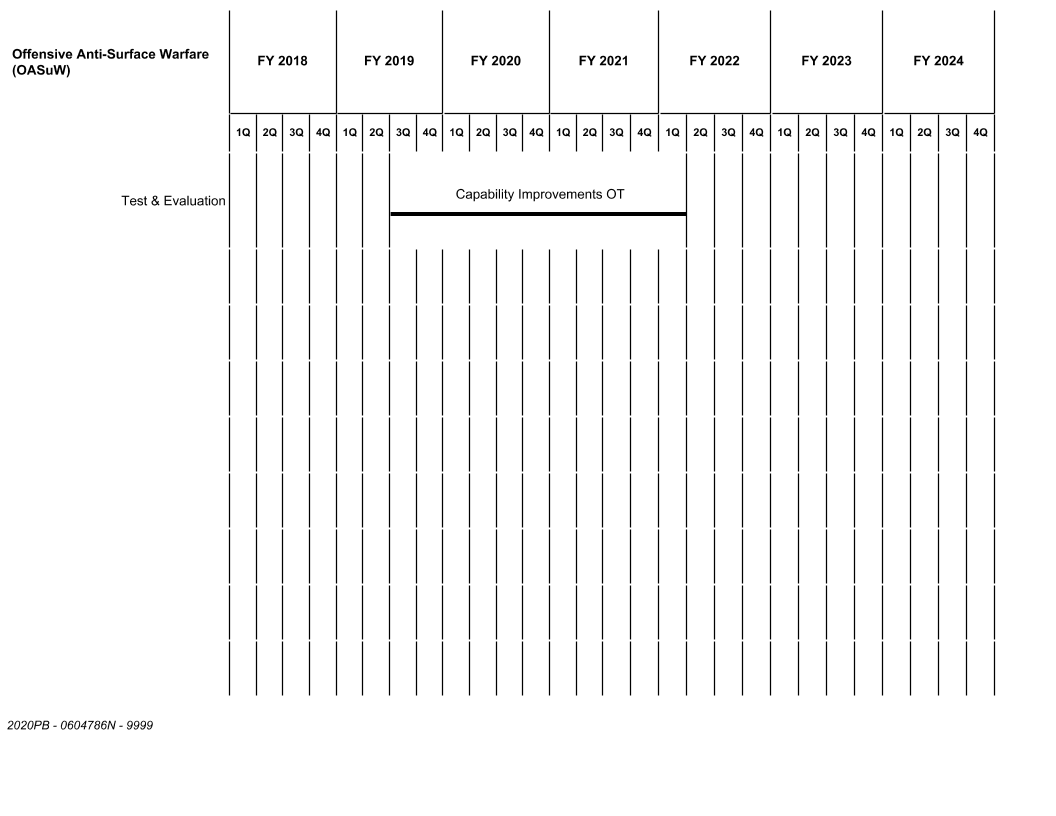 Offensive Anti-Surface Warfare
(OASuW)
FY 2018 FY 2019 FY 2020 FY 2021 FY 2022 FY 2023 FY 2024
1Q 2Q 3Q 4Q 1Q 2Q 3Q 4Q 1Q 2Q 3Q 4Q 1Q 2Q 3Q 4Q 1Q 2Q 3Q 4Q 1Q 2Q 3Q 4Q 1Q 2Q 3Q 4Q
Capability Improvements OT
Test & Evaluation
2020PB - 0604786N - 9999